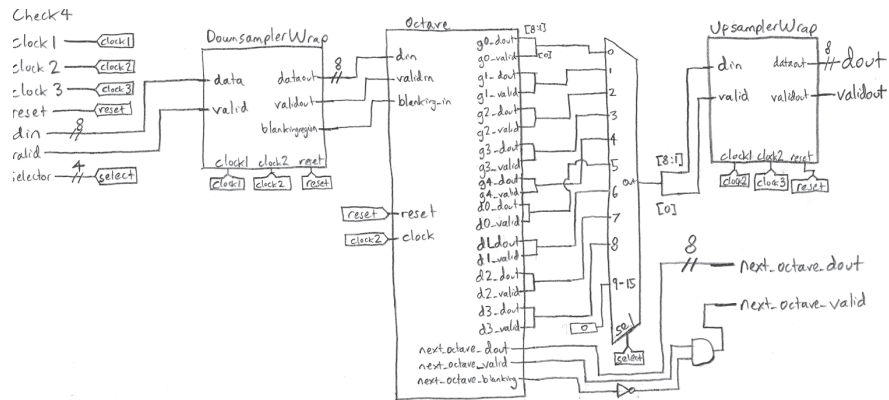 Check4
clock1
clock1
clock 2
clock2
clock 3
clock3
reset
reset
din
8
valid
selector
4
select
DownsamplerWrap
data
valid
dataout
8
validout
blankingregion
clock1
clock2
reset
clock1
clock2
reset
Octave
din
validin
blanking_in
reset
reset
clock2
clock
g0_dout
[8:1]
g0_valid
[0]
g1_dout
g1_valid
g2_dout
g2_valid
g3_dout
g3_valid
g4_dout
g4_valid
d0_dout
d0_valid
d1_dout
d1_valid
d2_dout
d2_valid
d3_dout
d3_valid
next_octave_dout
next_octave_valid
next_octave_blanking
0
1
2
3
4
5
6
7
8
9-15
0
out
sel
select
[8:1]
[0]
UpsamplerWrap
din
valid
dataout
8
dout
validout
validout
clock1
clock2
reset
clock2
clock3
reset
8
next_octave_dout
next_octave_valid